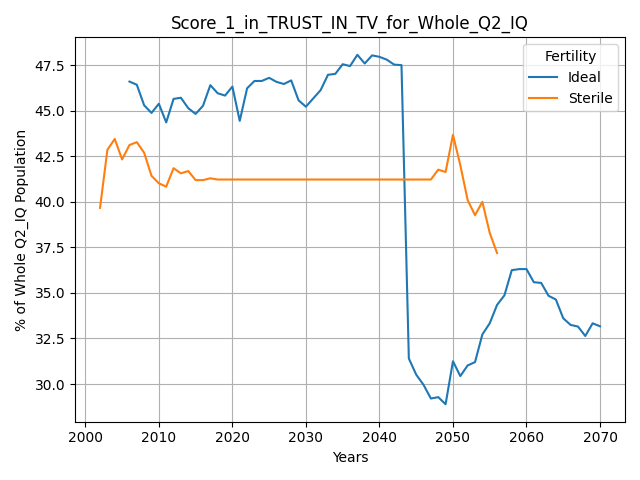 Score_1_in_TRUST_IN_TV_for_Whole_Q2_IQ
Fertility
Ideal
Sterile
% of Whole Q2_IQ Population
47.5
45.0
42.5
40.0
37.5
35.0
32.5
30.0
2000 2010 2020 2030 2040 2050 2060 2070
Years